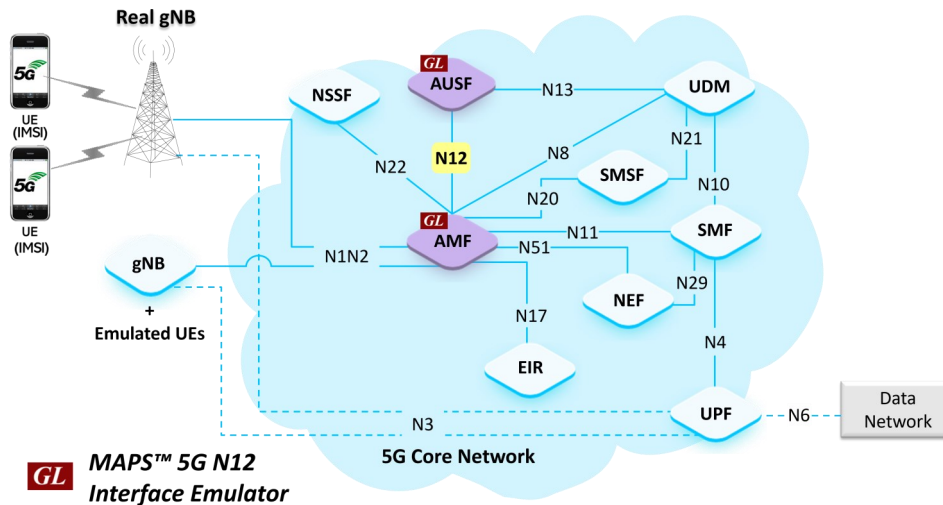 Real gNB
5G
UE
(IMSI)
5G
UE
(IMSI)
GL
AUSF
NSSF
UDM
N13
N12
N22
N8
N21
SMSF
N20
N10
GL
AMF
N11
SMF
N51
N1N2
gNB
+
Emulated UEs
N29
NEF
N17
N4
EIR
UPF
N6
Data
Network
N3
5G Core Network
GL
MAPS™ 5G N12
Interface Emulator